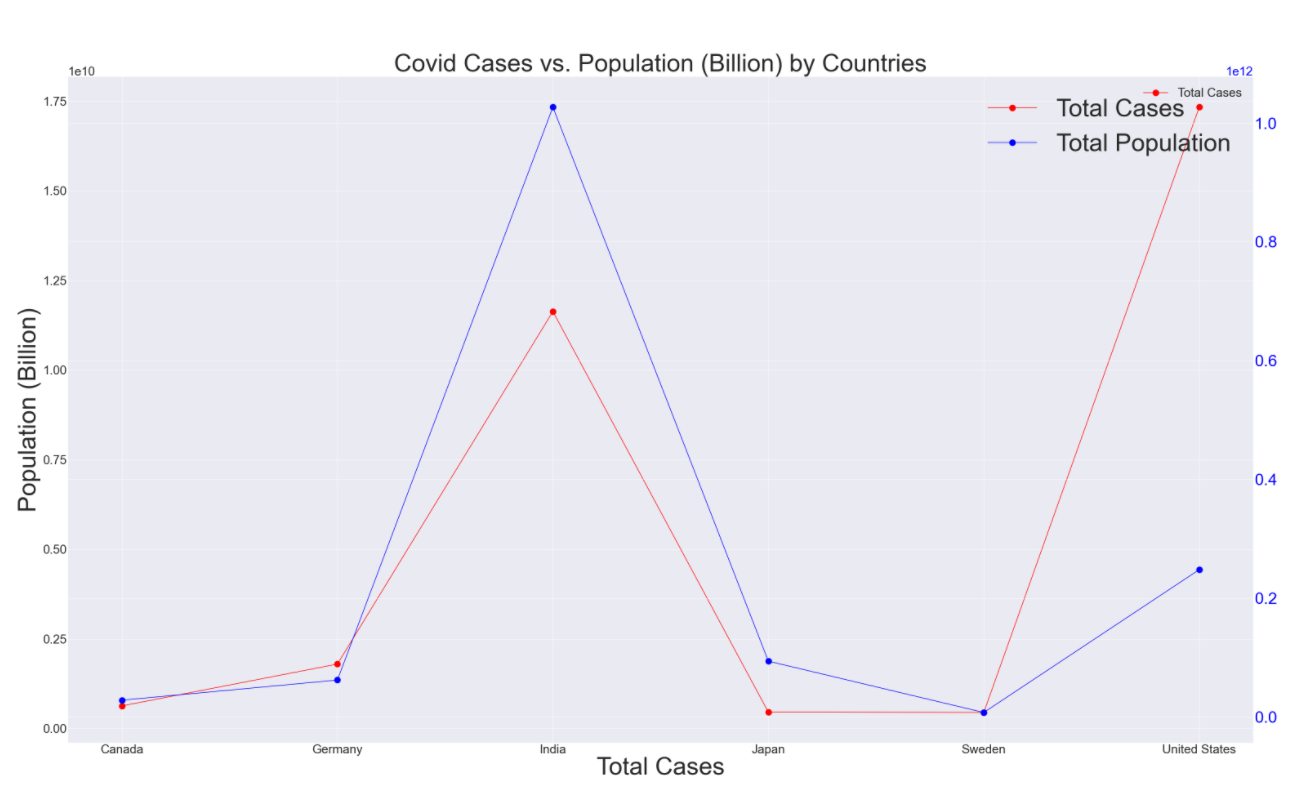 Covid Cases vs. Population (Billion) by Countries
1e10
1e12
Total Cases
Total Cases
Total Population
1.75
1.50
1.25
1.00
0.75
0.50
0.25
0.00
Population (Billion)
1.0
0.8
0.6
0.4
0.2
0.0
Canada Germany India Japan Sweden United States
Total Cases